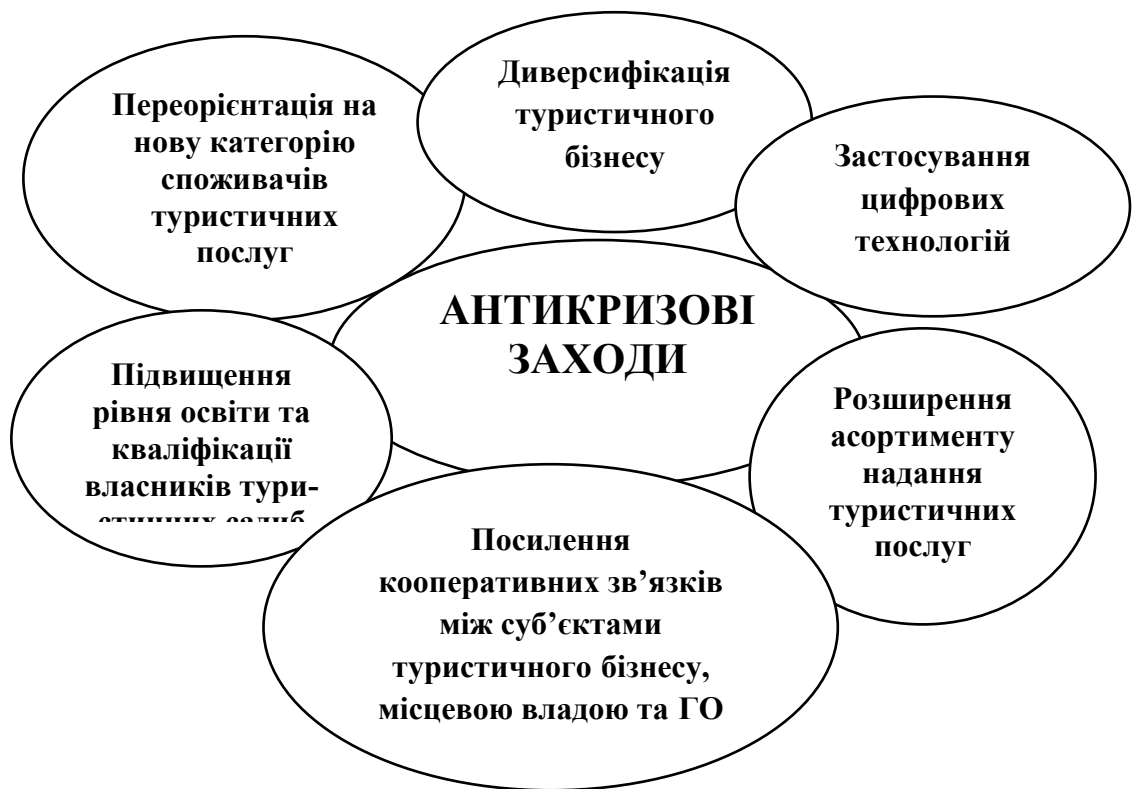 Переорієнтація на
нову категорію
споживачів
туристичних
послуг
Диверсифікація
туристичного
бізнесу
Застосування
цифрових
технологій
АНТИКРИЗОВІ
ЗАХОДИ
Підвищення
рівня освіти та
кваліфікації
власників тури-
стичних садиб
Розширення
асортименту
надання
туристичних
послуг
Посилення
кооперативних зв’язків
між суб’єктами
туристичного бізнесу,
місцевою владою та ГО